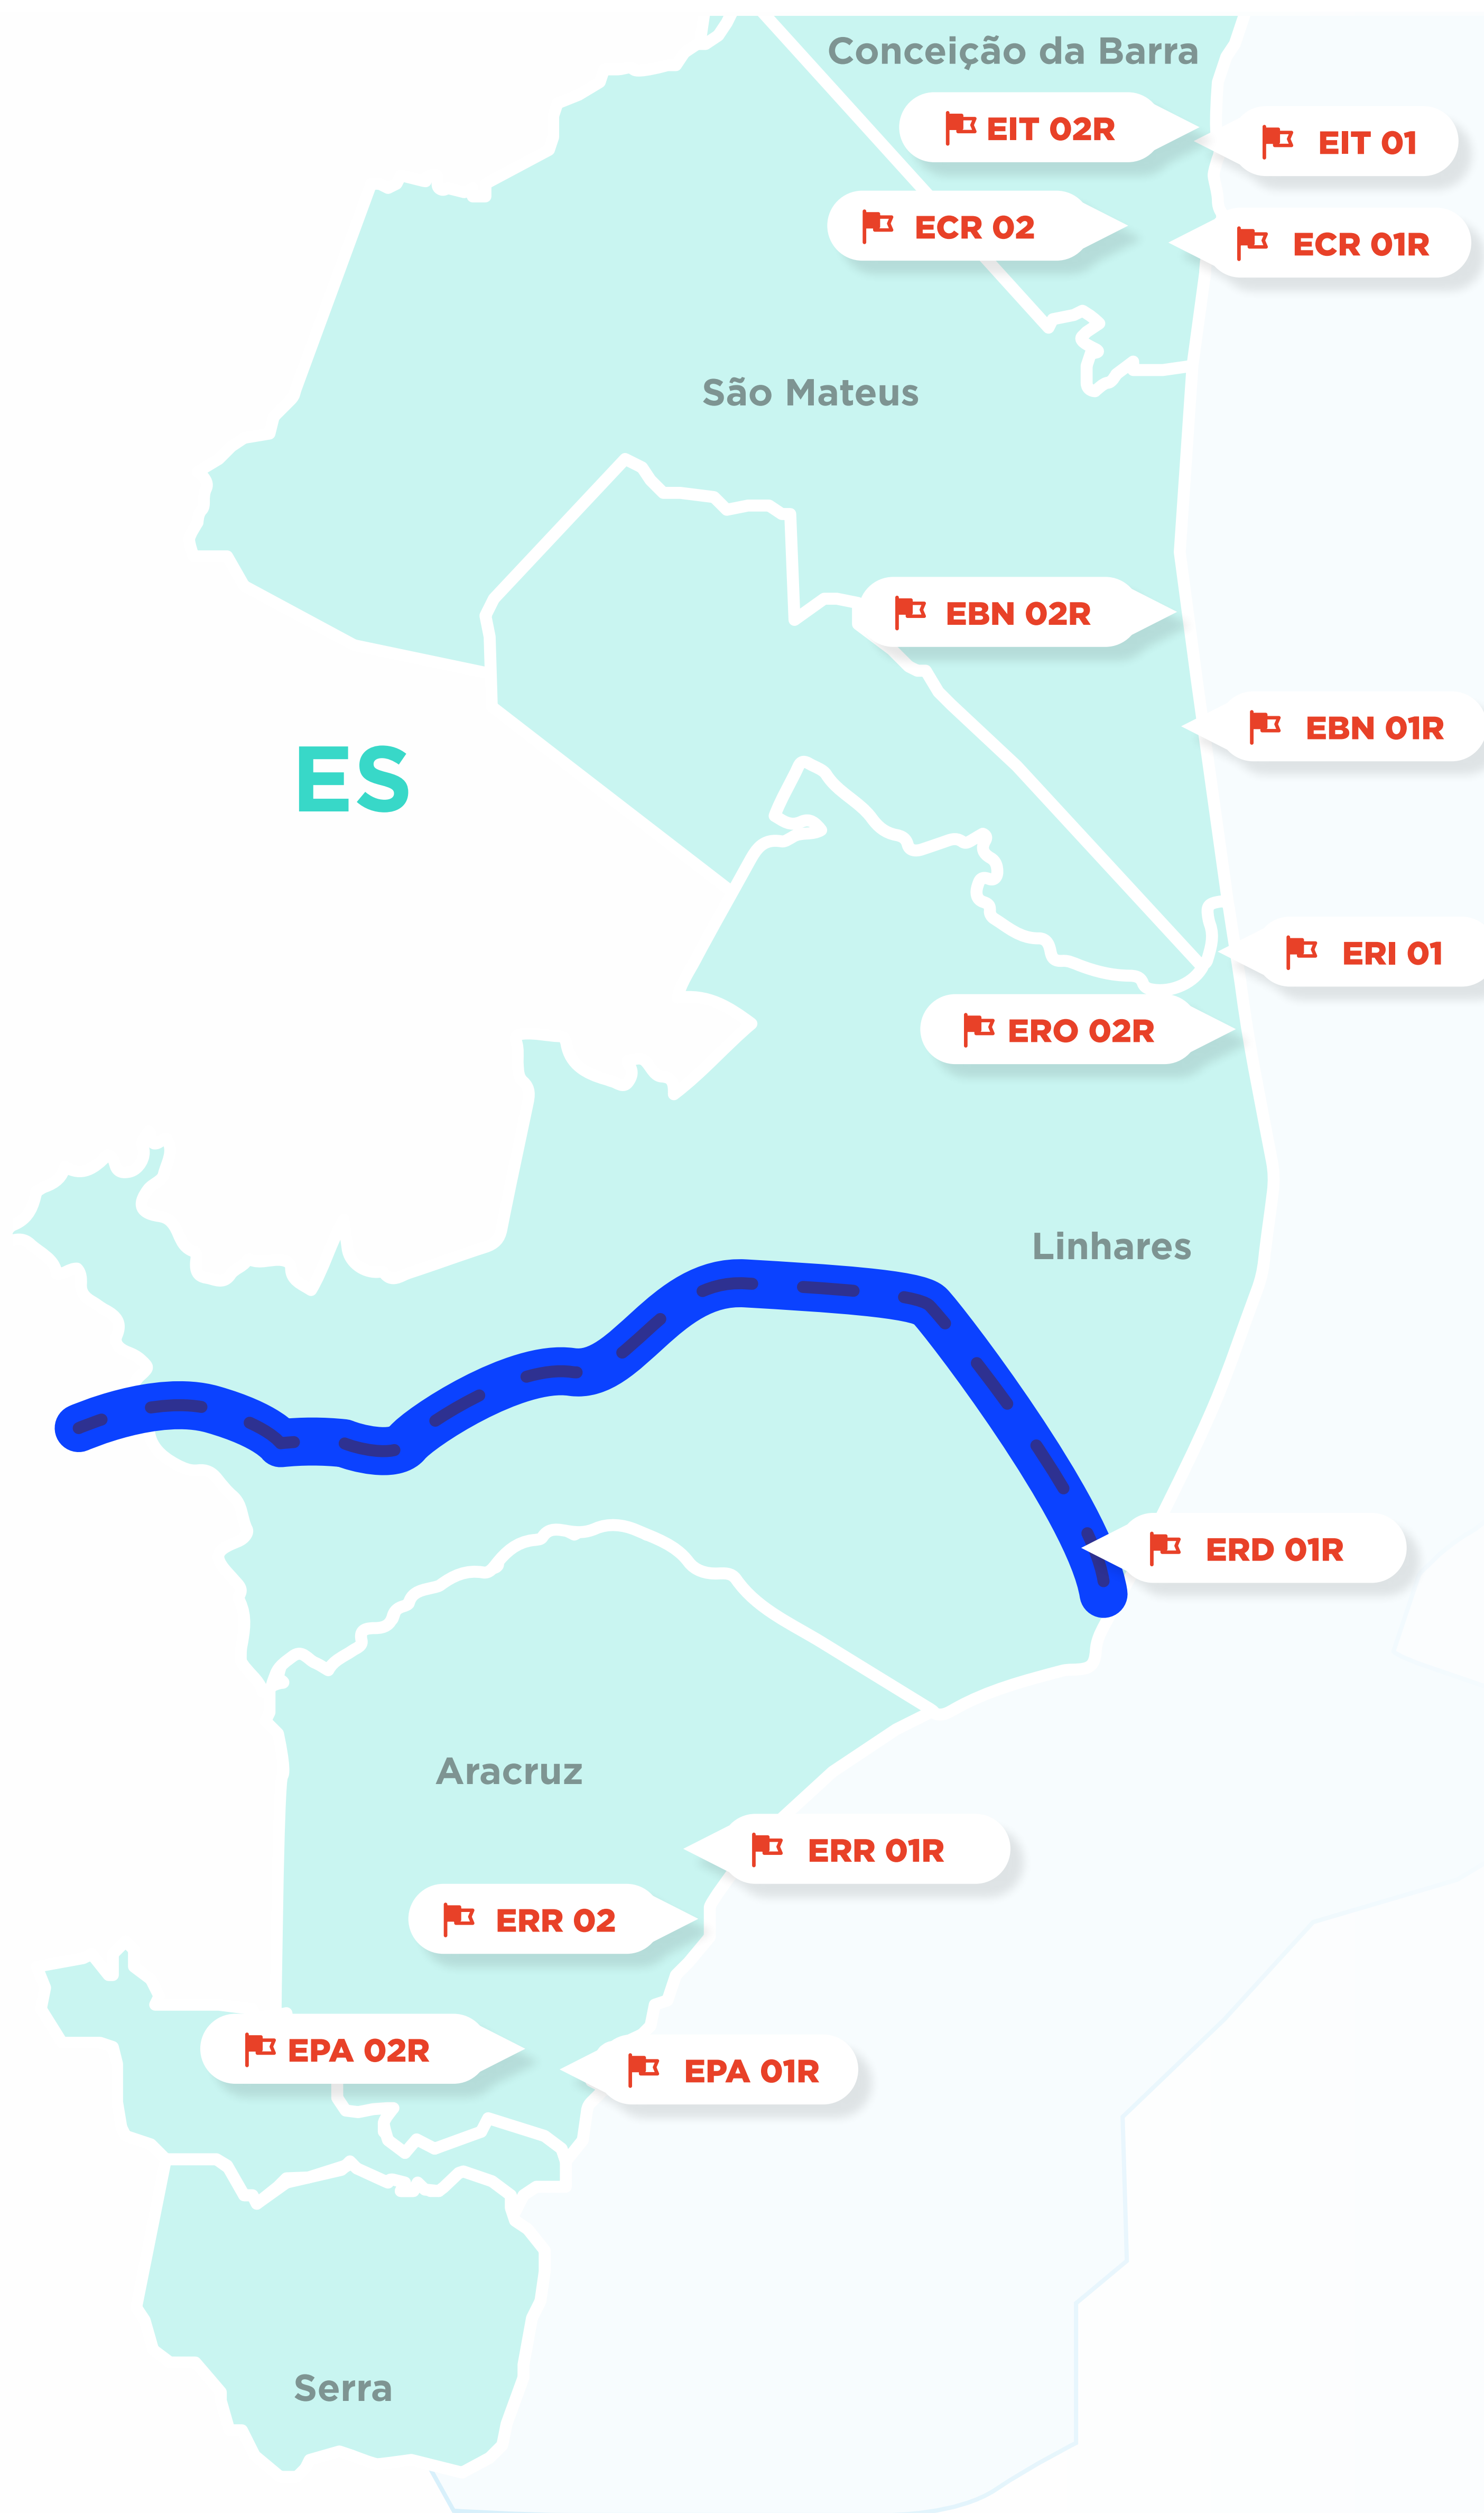 Conceição da Barra
EIT 02R
EIT 01
ECR 02
ECR 01R
São Mateus
EBN 02R
EBN 01R
ES
ERI 01
ERO 02R
Linhares
ERD 01R
Aracruz
ERR 01R
ERR 02
EPA 02R
EPA 01R
Serra